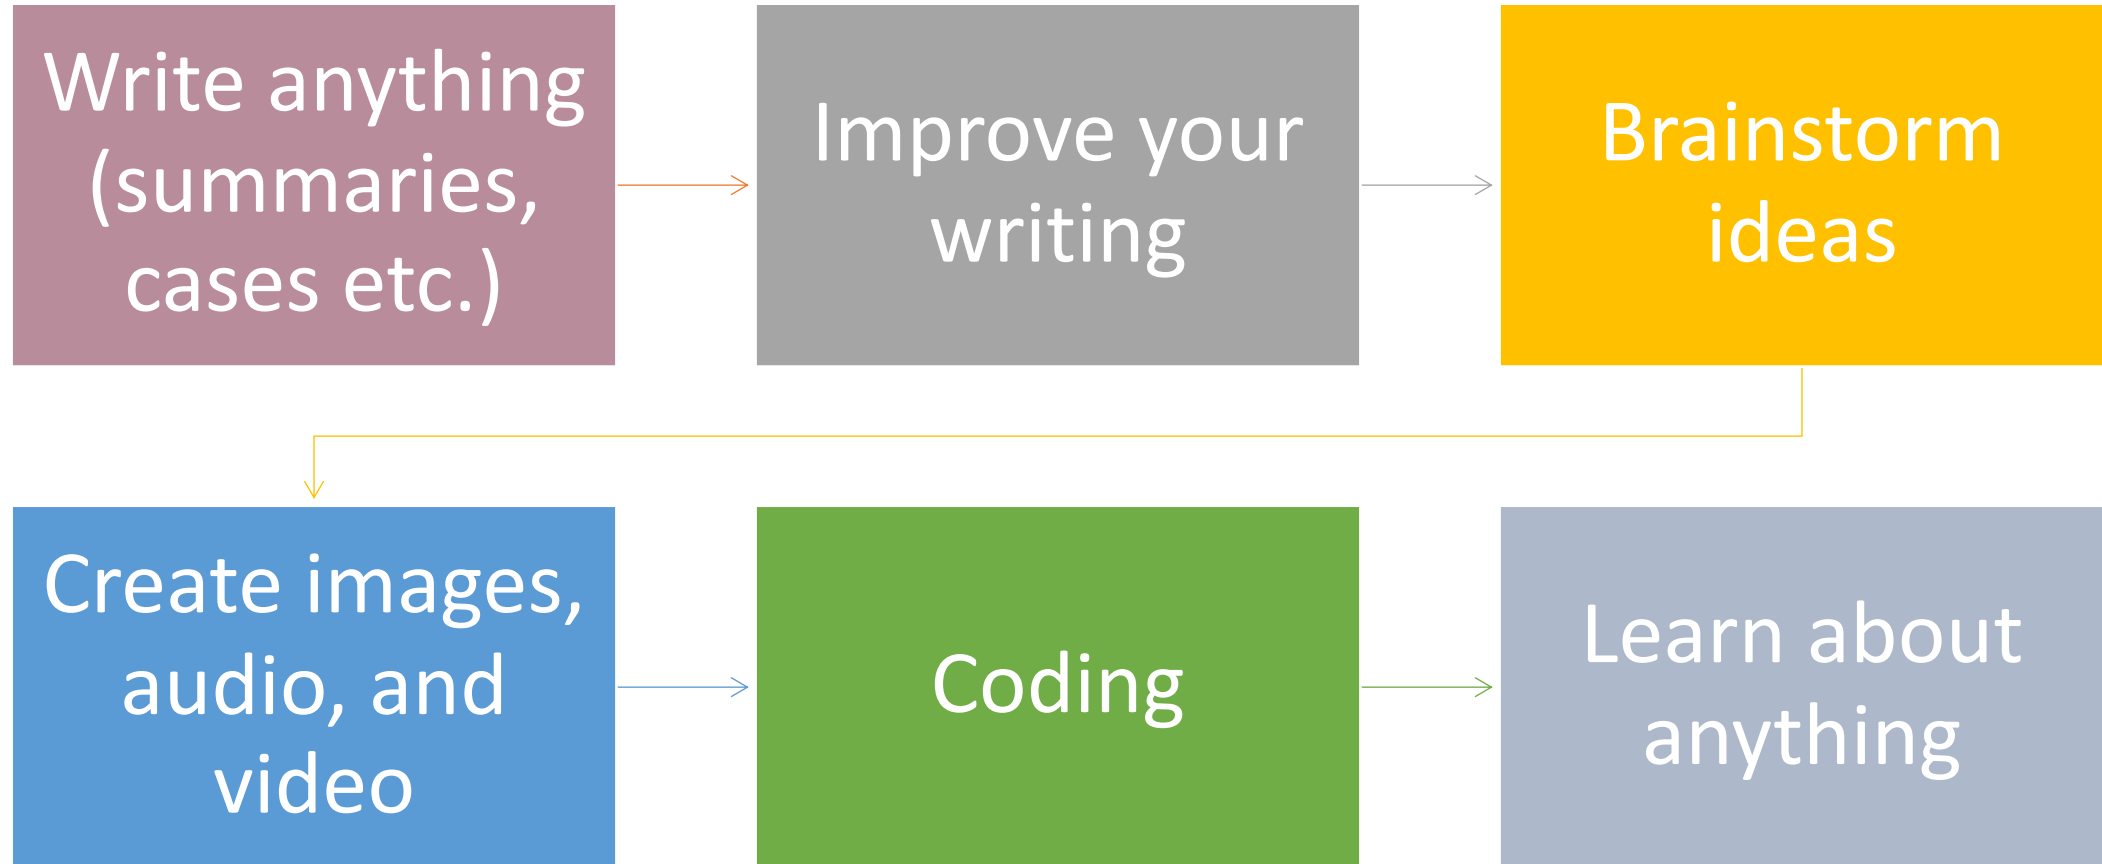 Write anything
(summaries,
cases etc.)
Improve your
writing
Brainstorm
ideas
Create images,
audio, and
video
Coding
Learn about
anything